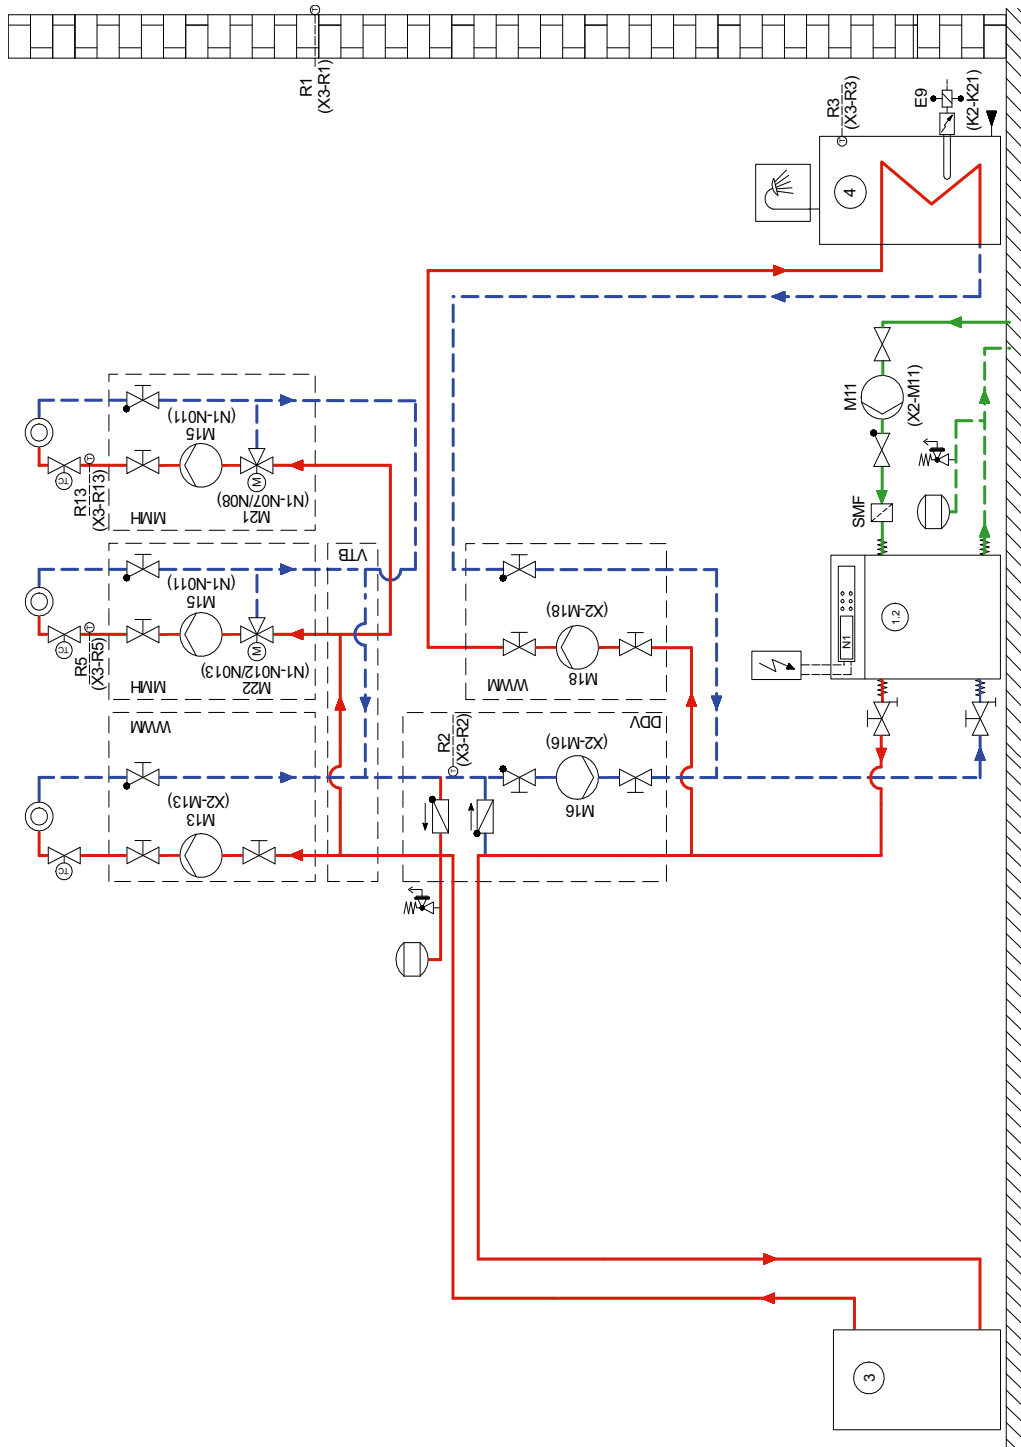 R1
(X3-R1)
R3
(X3-R3)
E9
(K2-K21)
4
T
T
M11
(X2-M11)
SMF
N1
1.2
TC
T
R13
(X3-R13)
MMH
M15
(N1-N011)
M
M21
(N1-N07/N08)
TC
T
R5
(X3-R5)
MMH
M15
(N1-N011)
M
M22
(N1-N012/N013)
VTB
TC
WWM
M13
(X2-M13)
WWM
M18
(X2-M18)
DDV
T
R2
(X3-R2)
M16
(X2-M16)
3